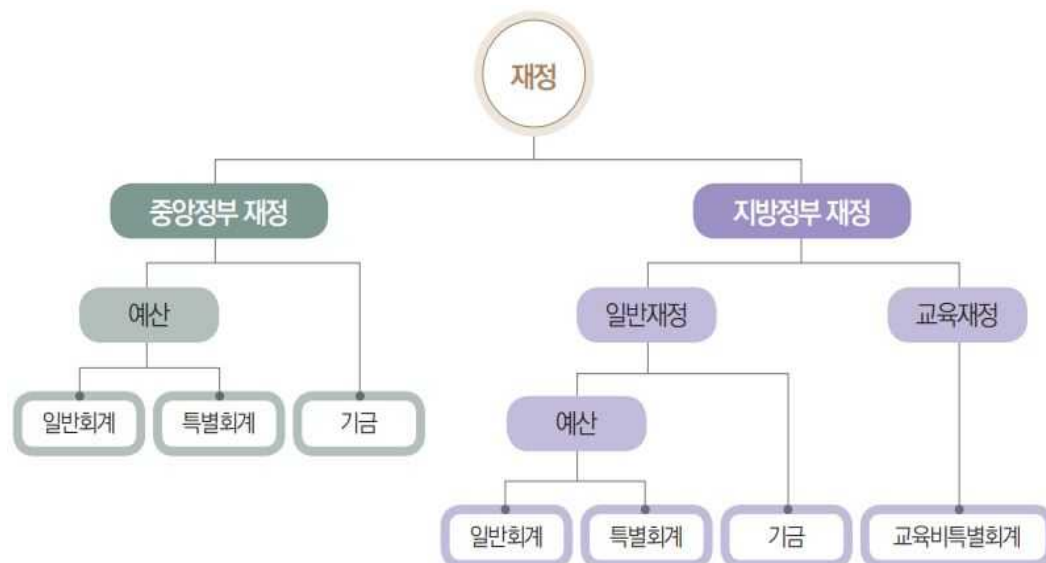 재정
중앙정부 재정
지방정부 재정
예산
일반재정
교육재정
일반회계
특별회계
기금
예산
일반회계
특별회계
기금
교육비특별회계